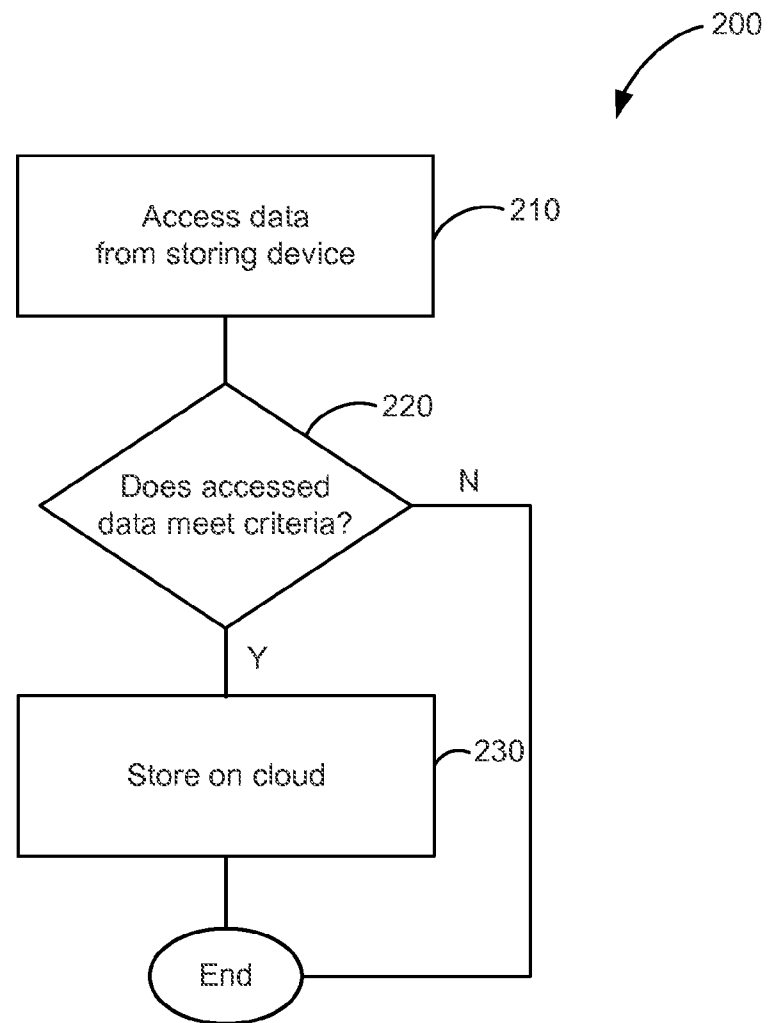 200
Access data
from storing device
210
220
Does accessed
data meet criteria?
N
Y
Store on cloud
230
End